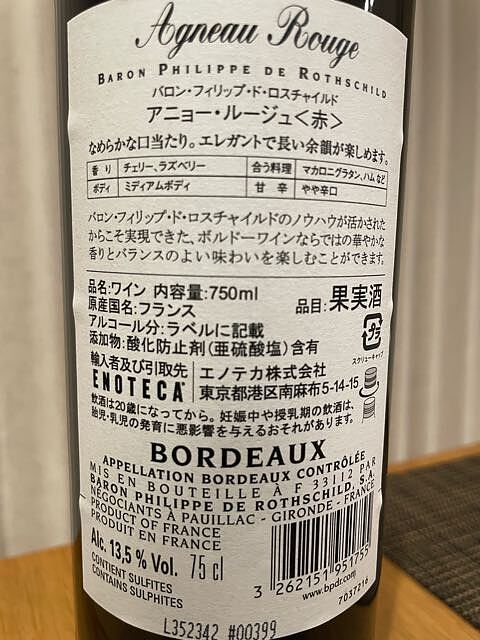 Agneau Rouge
BARON PHILIPPE DE ROTHSCHILD
バロン・フィリップ・ド・ロスチャイルド
アニョー・ルージュ<赤>
なめらかな口当たり。エレガントで長い余韻が楽しめます。
香り チェリー、ラズベリー 合う料理 マカロニグラタン、ハム など
ボディ ミディアムボディ 甘辛 やや辛口
バロン・フィリップ・ド・ロスチャイルドのノウハウが活かされた
からこそ実現できた、ボルドーワインならではの華やかな
香りとバランスのよい味わいを楽しむことができます。
品名:ワイン 内容量:750ml
原産国名:フランス
品目:果実酒
アルコール分:ラベルに記載
添加物:酸化防止剤(亜硫酸塩)含有
プラ
スクリューキャップ
輸入者及び引取先
ENOTECA
エノテカ株式会社
東京都港区南麻布5-14-15
飲酒は20歳になってから。妊娠中や授乳期の飲酒は、
胎児・乳児の発育に悪影響を与えるおそれがあります。
BORDEAUX
APPELLATION BORDEAUX CONTRÔLÉE
MIS EN BOUTEILLE À F 33112 PAR
BARON PHILIPPE DE ROTHSCHILD, S.A.
NÉGOCIANTS À PAUILLAC - GIRONDE - FRANCE
PRODUCT OF FRANCE
PRODUIT EN FRANCE
Alc. 13,5 % Vol. 75 cl
CONTIENT SULFITES
CONTAINS SULPHITES
3 262151 951755
www.bpdr.com
7037216
L352342 #00399